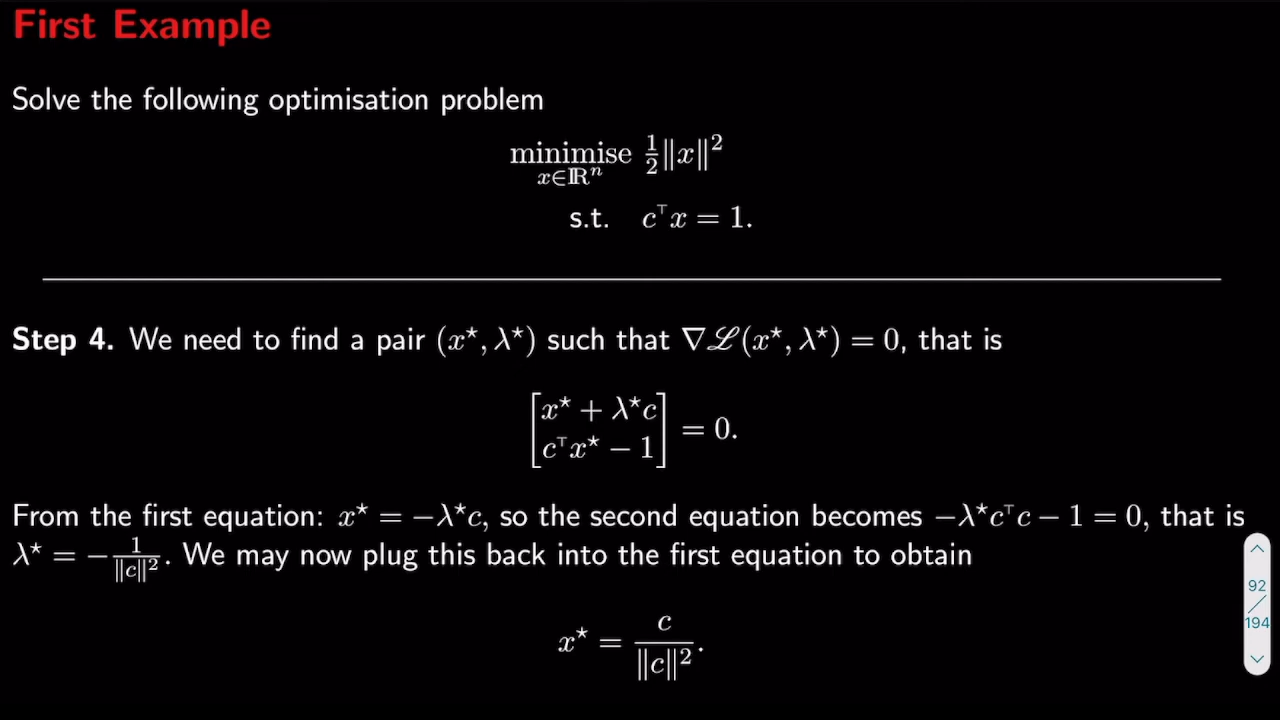 First Example
Solve the following optimisation problem
minimise ½‖x‖²
x∈ℝⁿ
s.t. c⊤x = 1.
Step 4. We need to find a pair (x⋆, λ⋆) such that ∇ℒ(x⋆, λ⋆) = 0, that is
[x⋆ + λ⋆c
c⊤x⋆ − 1] = 0.
From the first equation: x⋆ = −λ⋆c, so the second equation becomes −λ⋆c⊤c − 1 = 0, that is
λ⋆ = −1/‖c‖². We may now plug this back into the first equation to obtain
x⋆ = c/‖c‖².
92
/
194